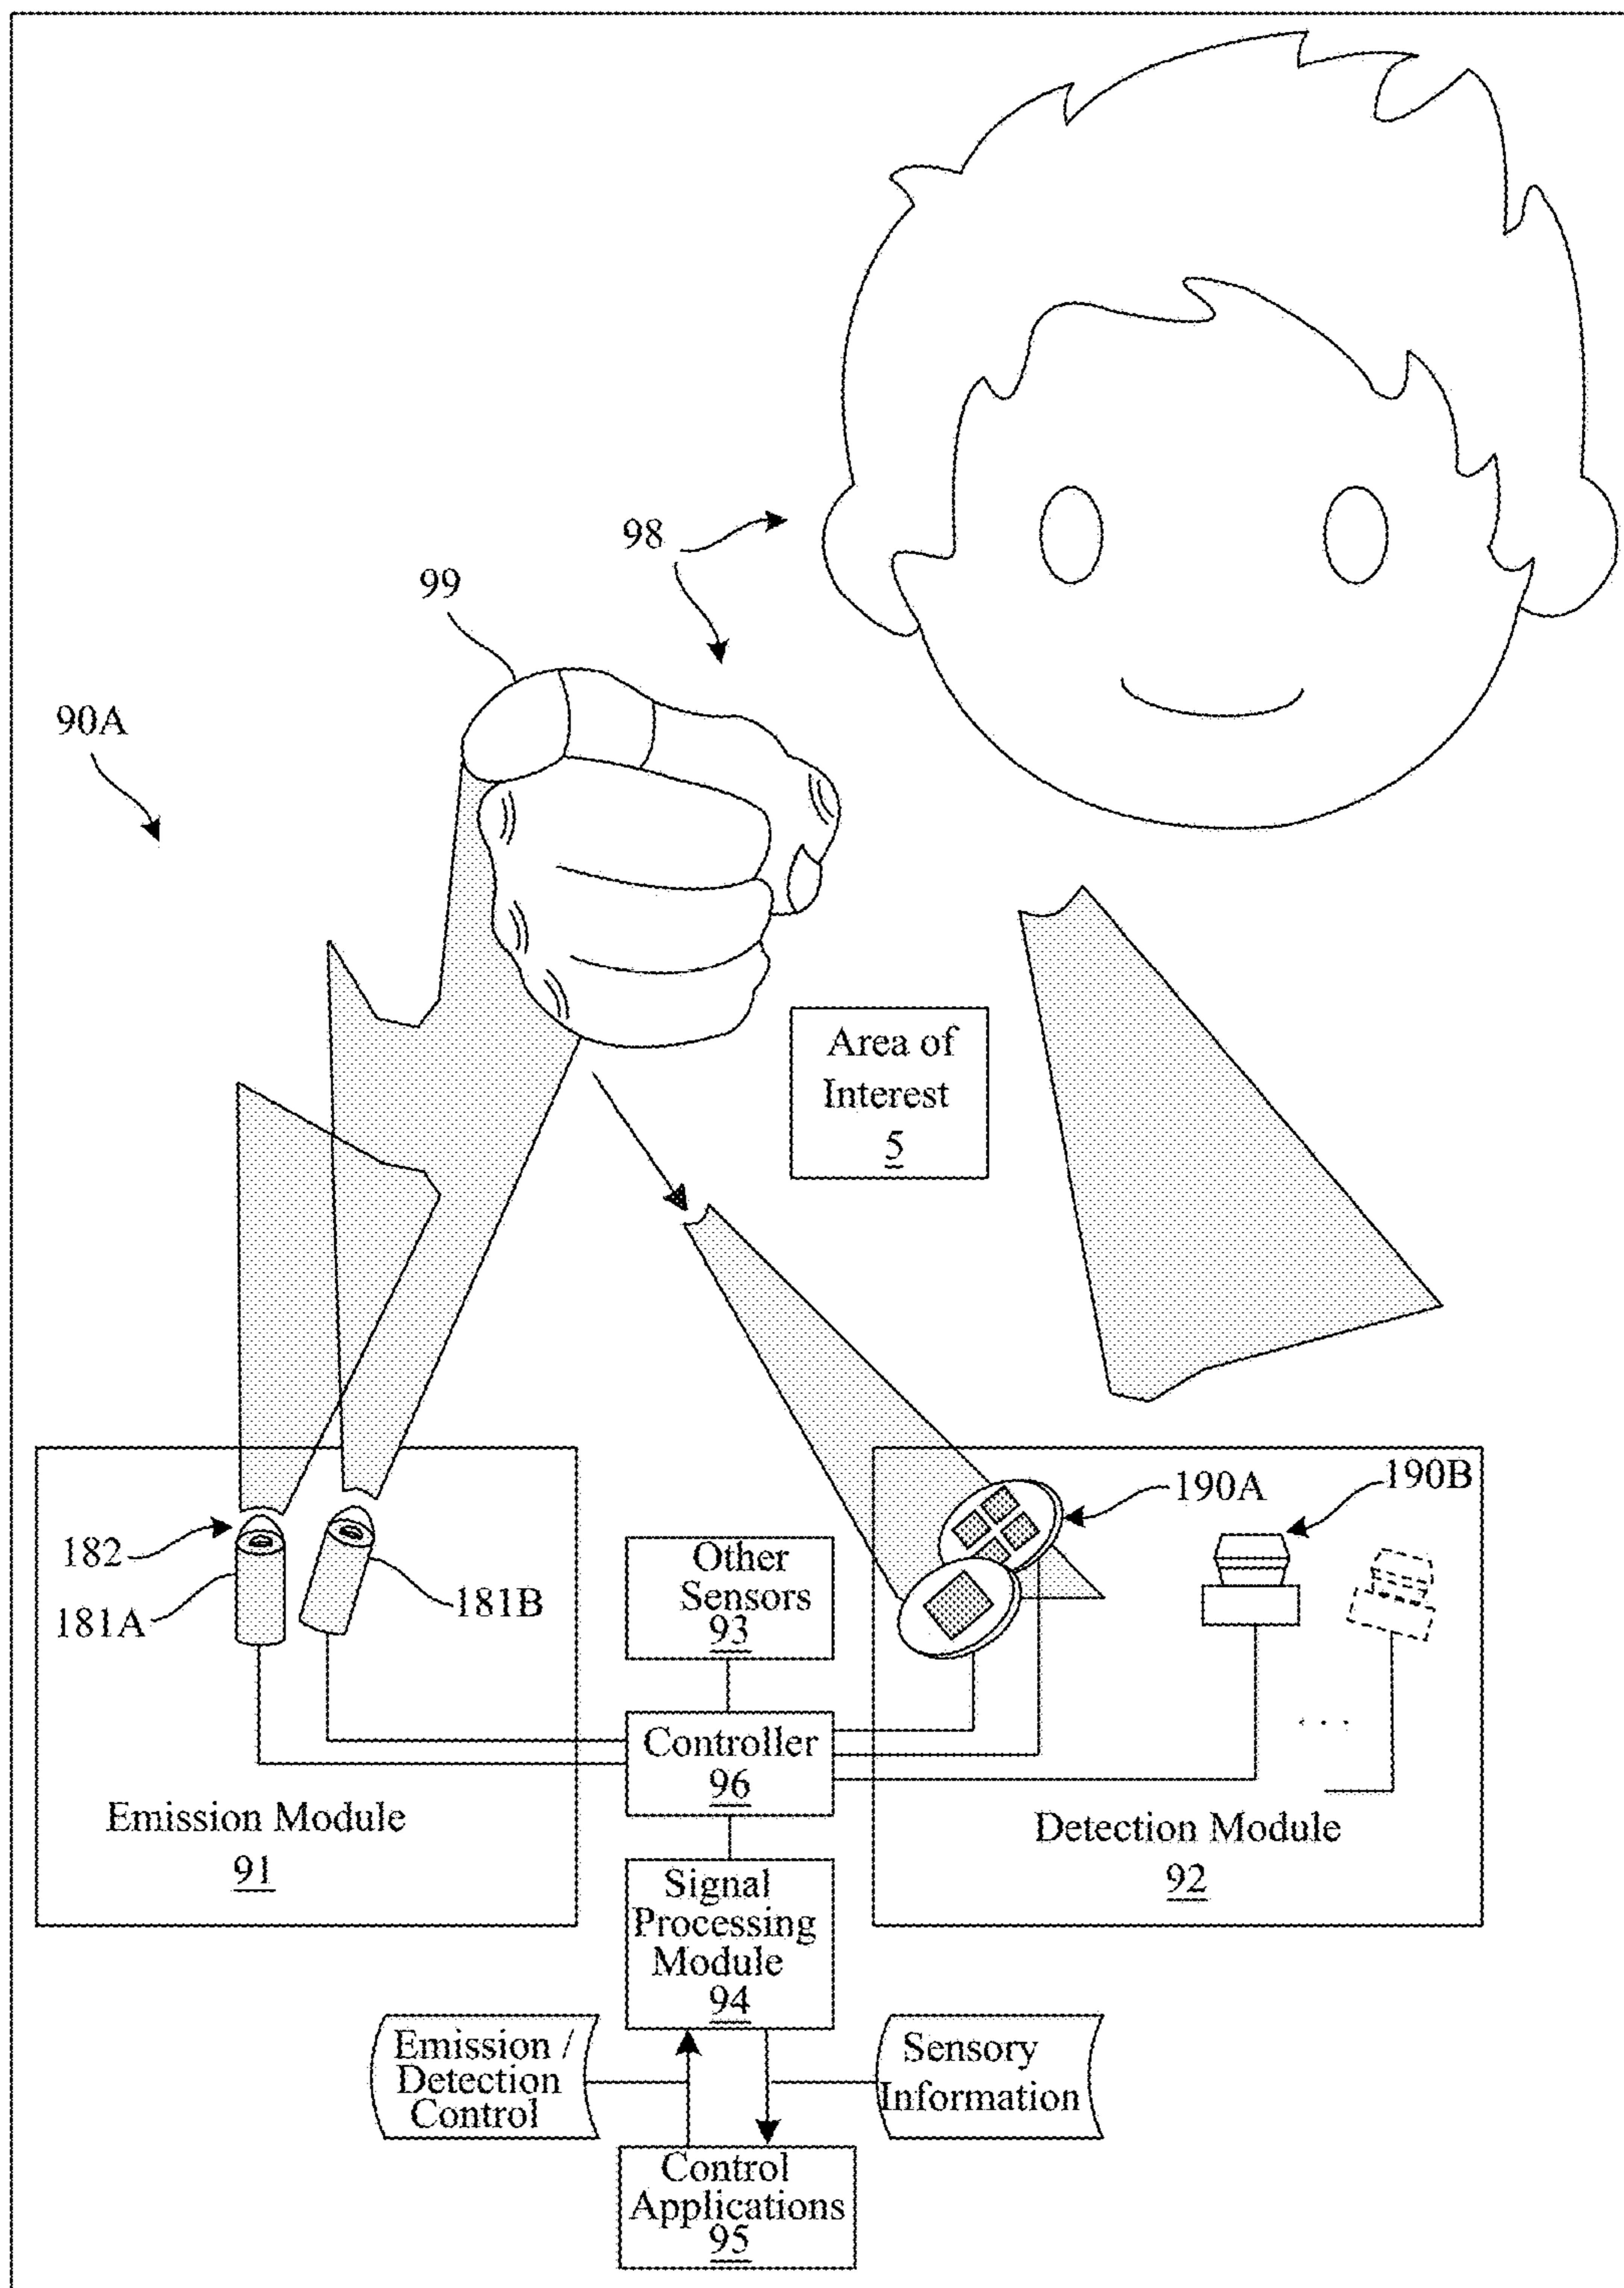 98
99
90A
Area of
Interest
5
190B
190A
182
181A
181B
Other
Sensors
93
Controller
96
Emission Module
91
Detection Module
92
Signal
Processing
Module
94
Emission /
Detection
Control
Sensory
Information
Control
Applications
95